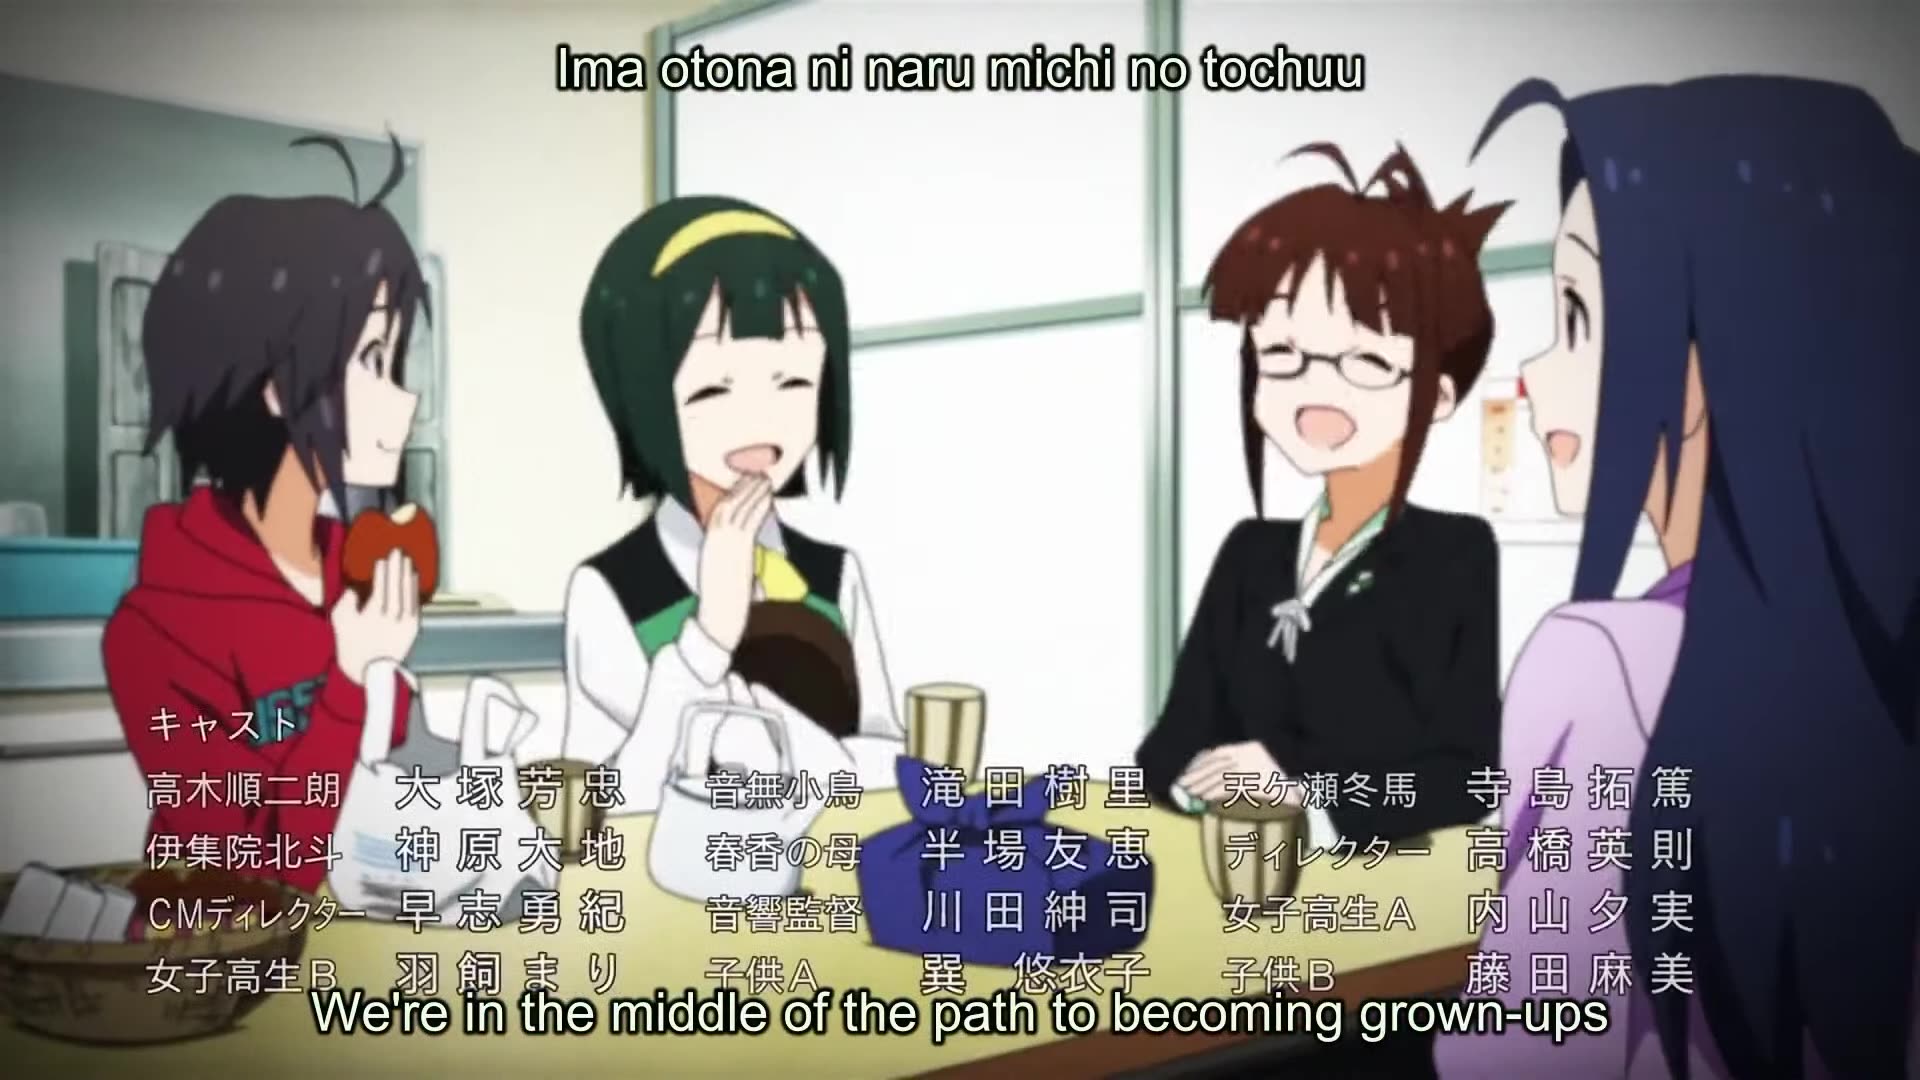 Ima otona ni naru michi no tochuu
キャスト
高木順二朗 大塚芳忠 音無小鳥 滝田樹里 天ケ瀬冬馬 寺島拓篤
伊集院北斗 神原大地 春香の母 半場友恵 ディレクター 高橋英則
CMディレクター 早志勇紀 音響監督 川田紳司 女子高生A 内山夕実
女子高生B 羽飼まり 子供A 巽悠衣子 子供B 藤田麻美
We're in the middle of the path to becoming grown-ups